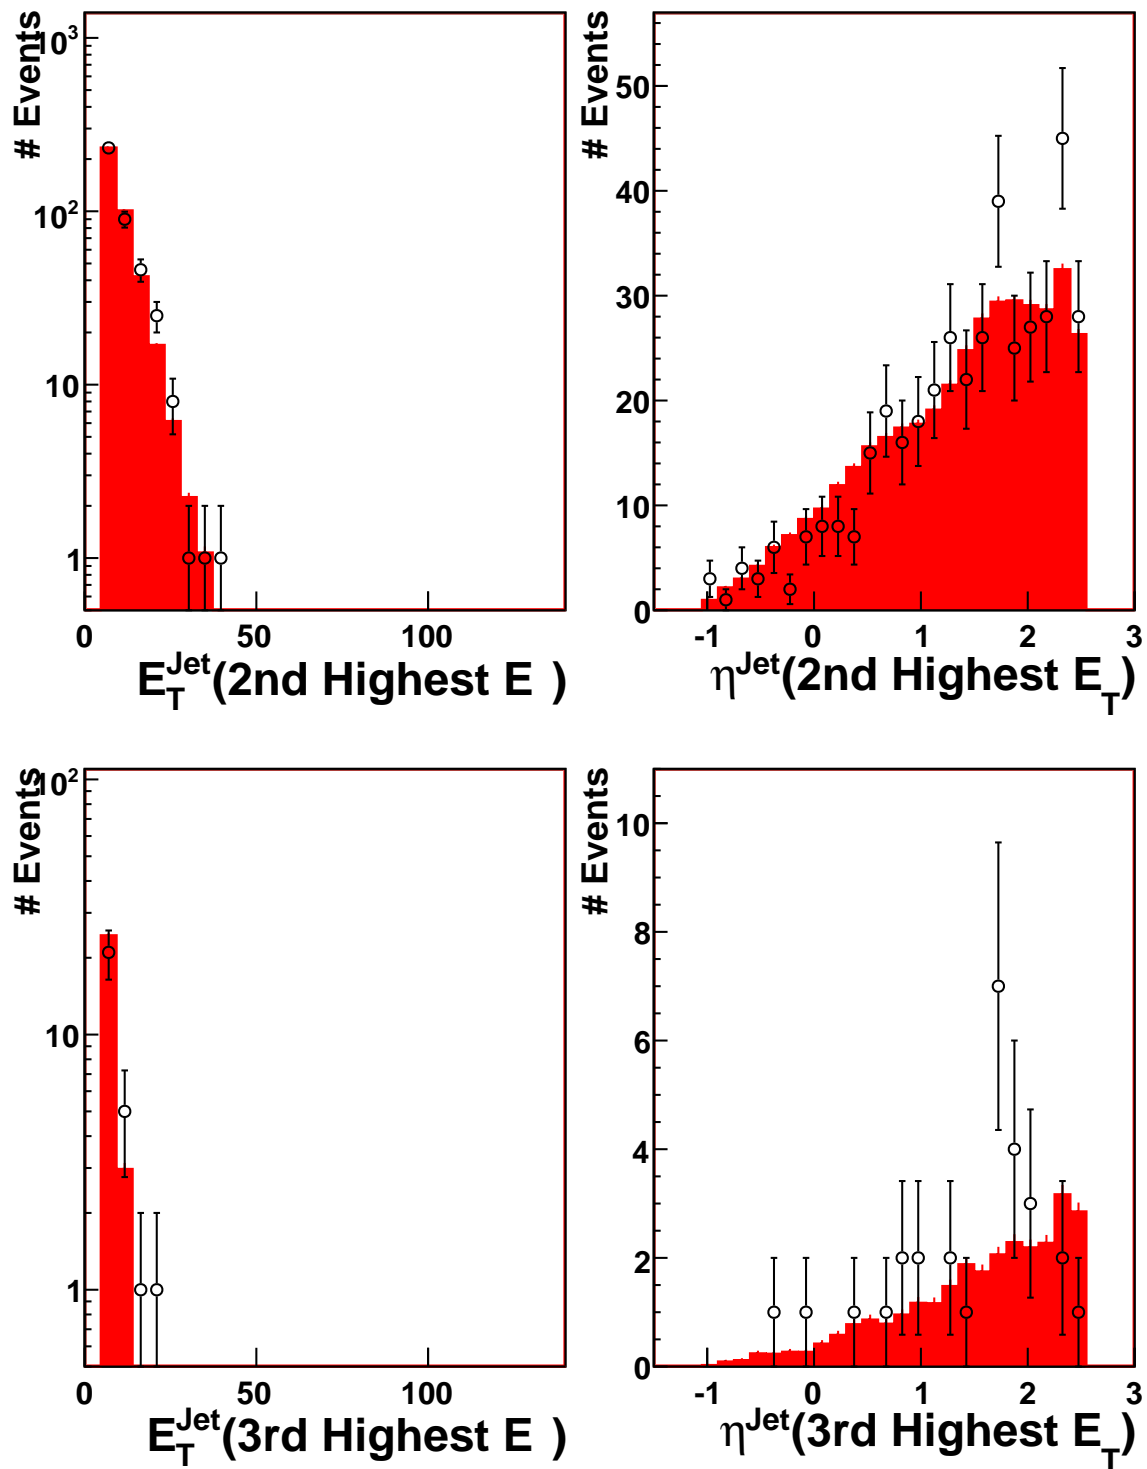 # Events
10³
10²
10
1
0 50 100
E_T^Jet(2nd Highest E )
# Events
50
40
30
20
10
0
-1 0 1 2 3
η^Jet(2nd Highest E_T)
# Events
10²
10
1
0 50 100
E_T^Jet(3rd Highest E )
# Events
10
8
6
4
2
0
-1 0 1 2 3
η^Jet(3rd Highest E_T)